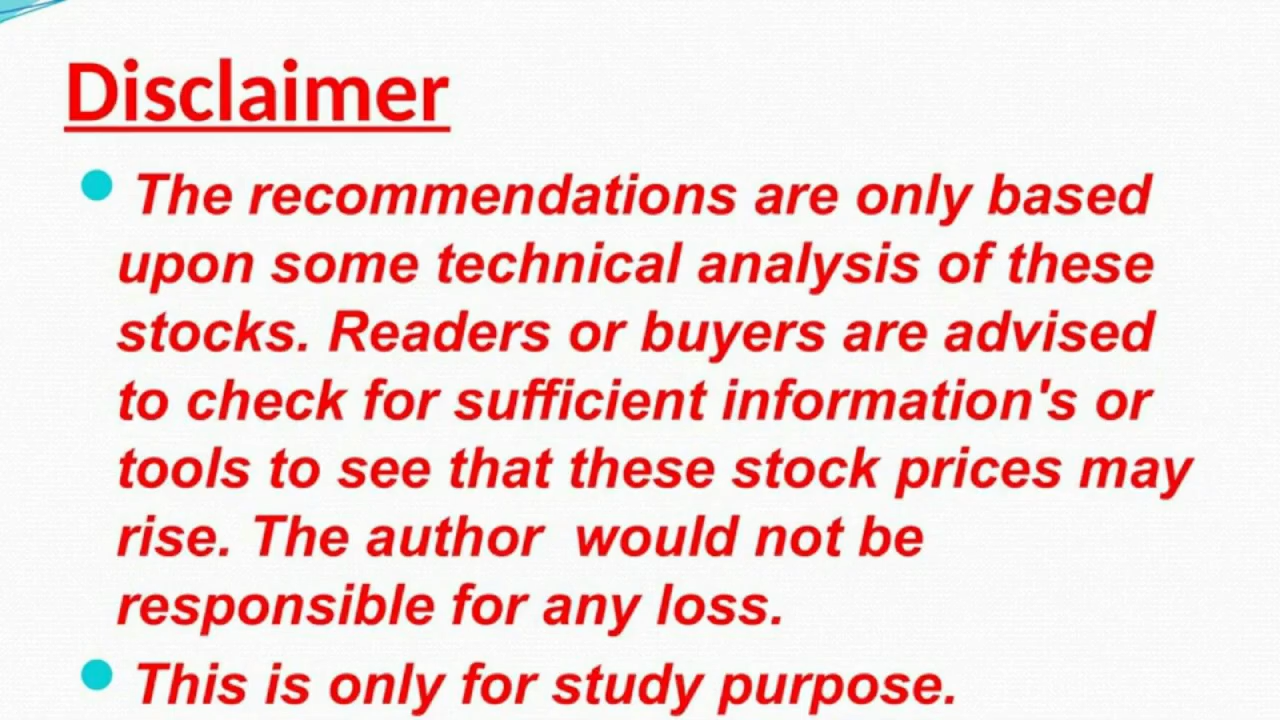 Disclaimer
The recommendations are only based
upon some technical analysis of these
stocks. Readers or buyers are advised
to check for sufficient information's or
tools to see that these stock prices may
rise. The author  would not be
responsible for any loss.
This is only for study purpose.